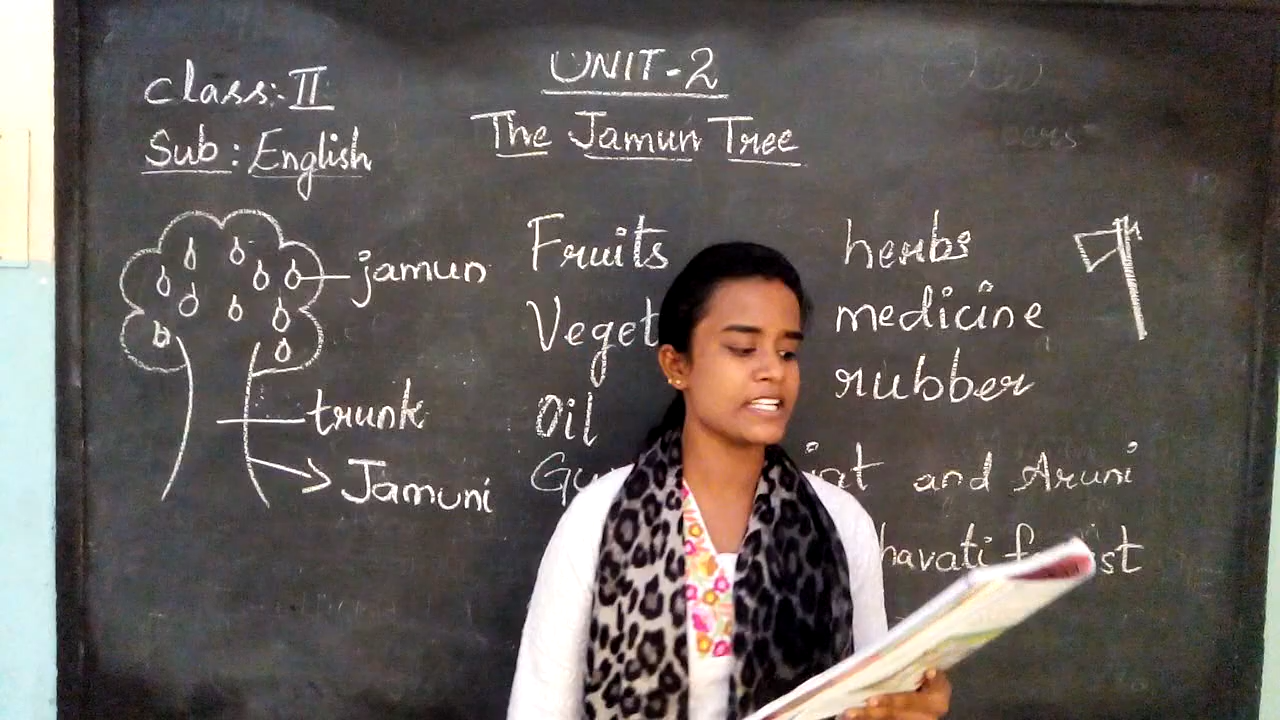 Class: II
Sub: English
UNIT-2
The Jamun Tree
jamun
trunk
Jamuni
Fruits
Veget
Oil
herbs
medicine
rubber
and Aruni